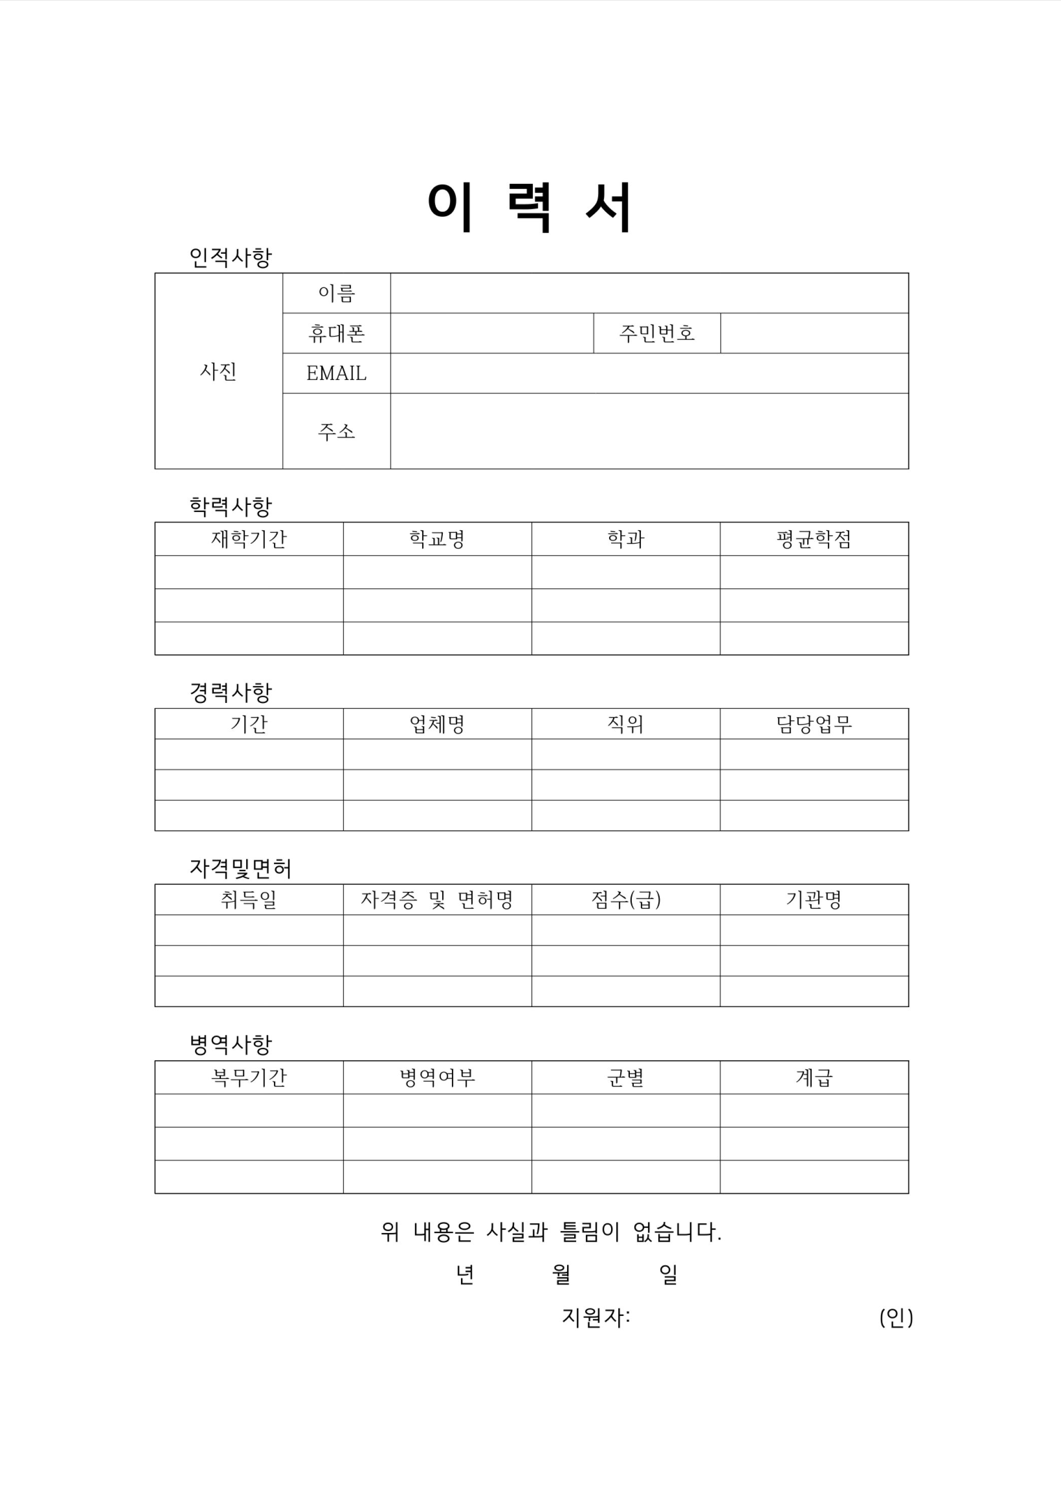 이 력 서
인적사항
이름
휴대폰 주민번호
사진 EMAIL
주소
학력사항
재학기간 학교명 학과 평균학점
경력사항
기간 업체명 직위 담당업무
자격및면허
취득일 자격증 및 면허명 점수(급) 기관명
병역사항
복무기간 병역여부 군별 계급
위 내용은 사실과 틀림이 없습니다.
년 월 일
지원자: (인)